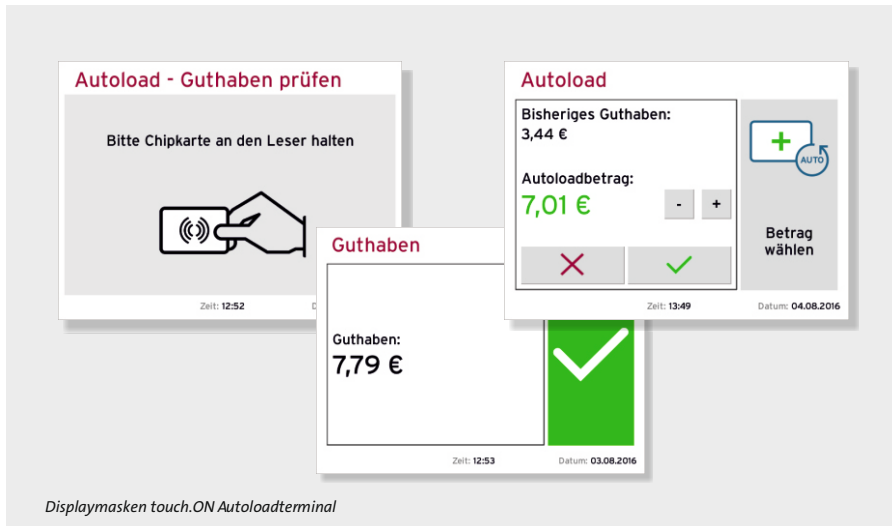 Autoload - Guthaben prüfen
Bitte Chipkarte an den Leser halten
Zeit: 12:52
Guthaben
Guthaben:
7,79 €
Zeit: 12:53
Datum: 03.08.2016
Autoload
Bisheriges Guthaben:
3,44 €
Autoloadbetrag:
7,01 €
-
+
+
AUTO
Betrag
wählen
Zeit: 13:49
Datum: 04.08.2016
Displaymasken touch.ON Autoloadterminal